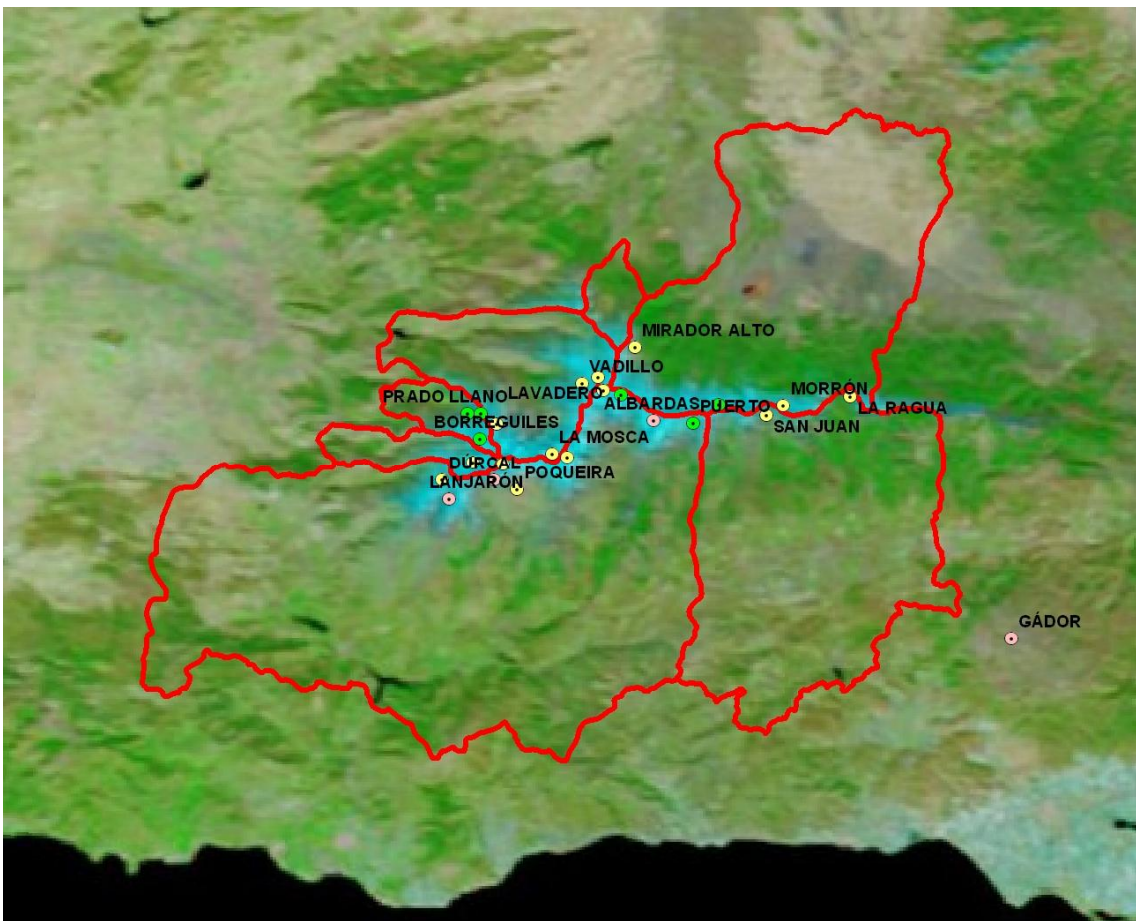 MIRADOR ALTO
VADILLO
PRADO LLANO
LAVADERO
MORRÓN
ALBARDAS
PUERTO
LA RAGUA
BORREGUILES
SAN JUAN
LA MOSCA
DÚRCAL
POQUEIRA
LANJARÓN
GÁDOR